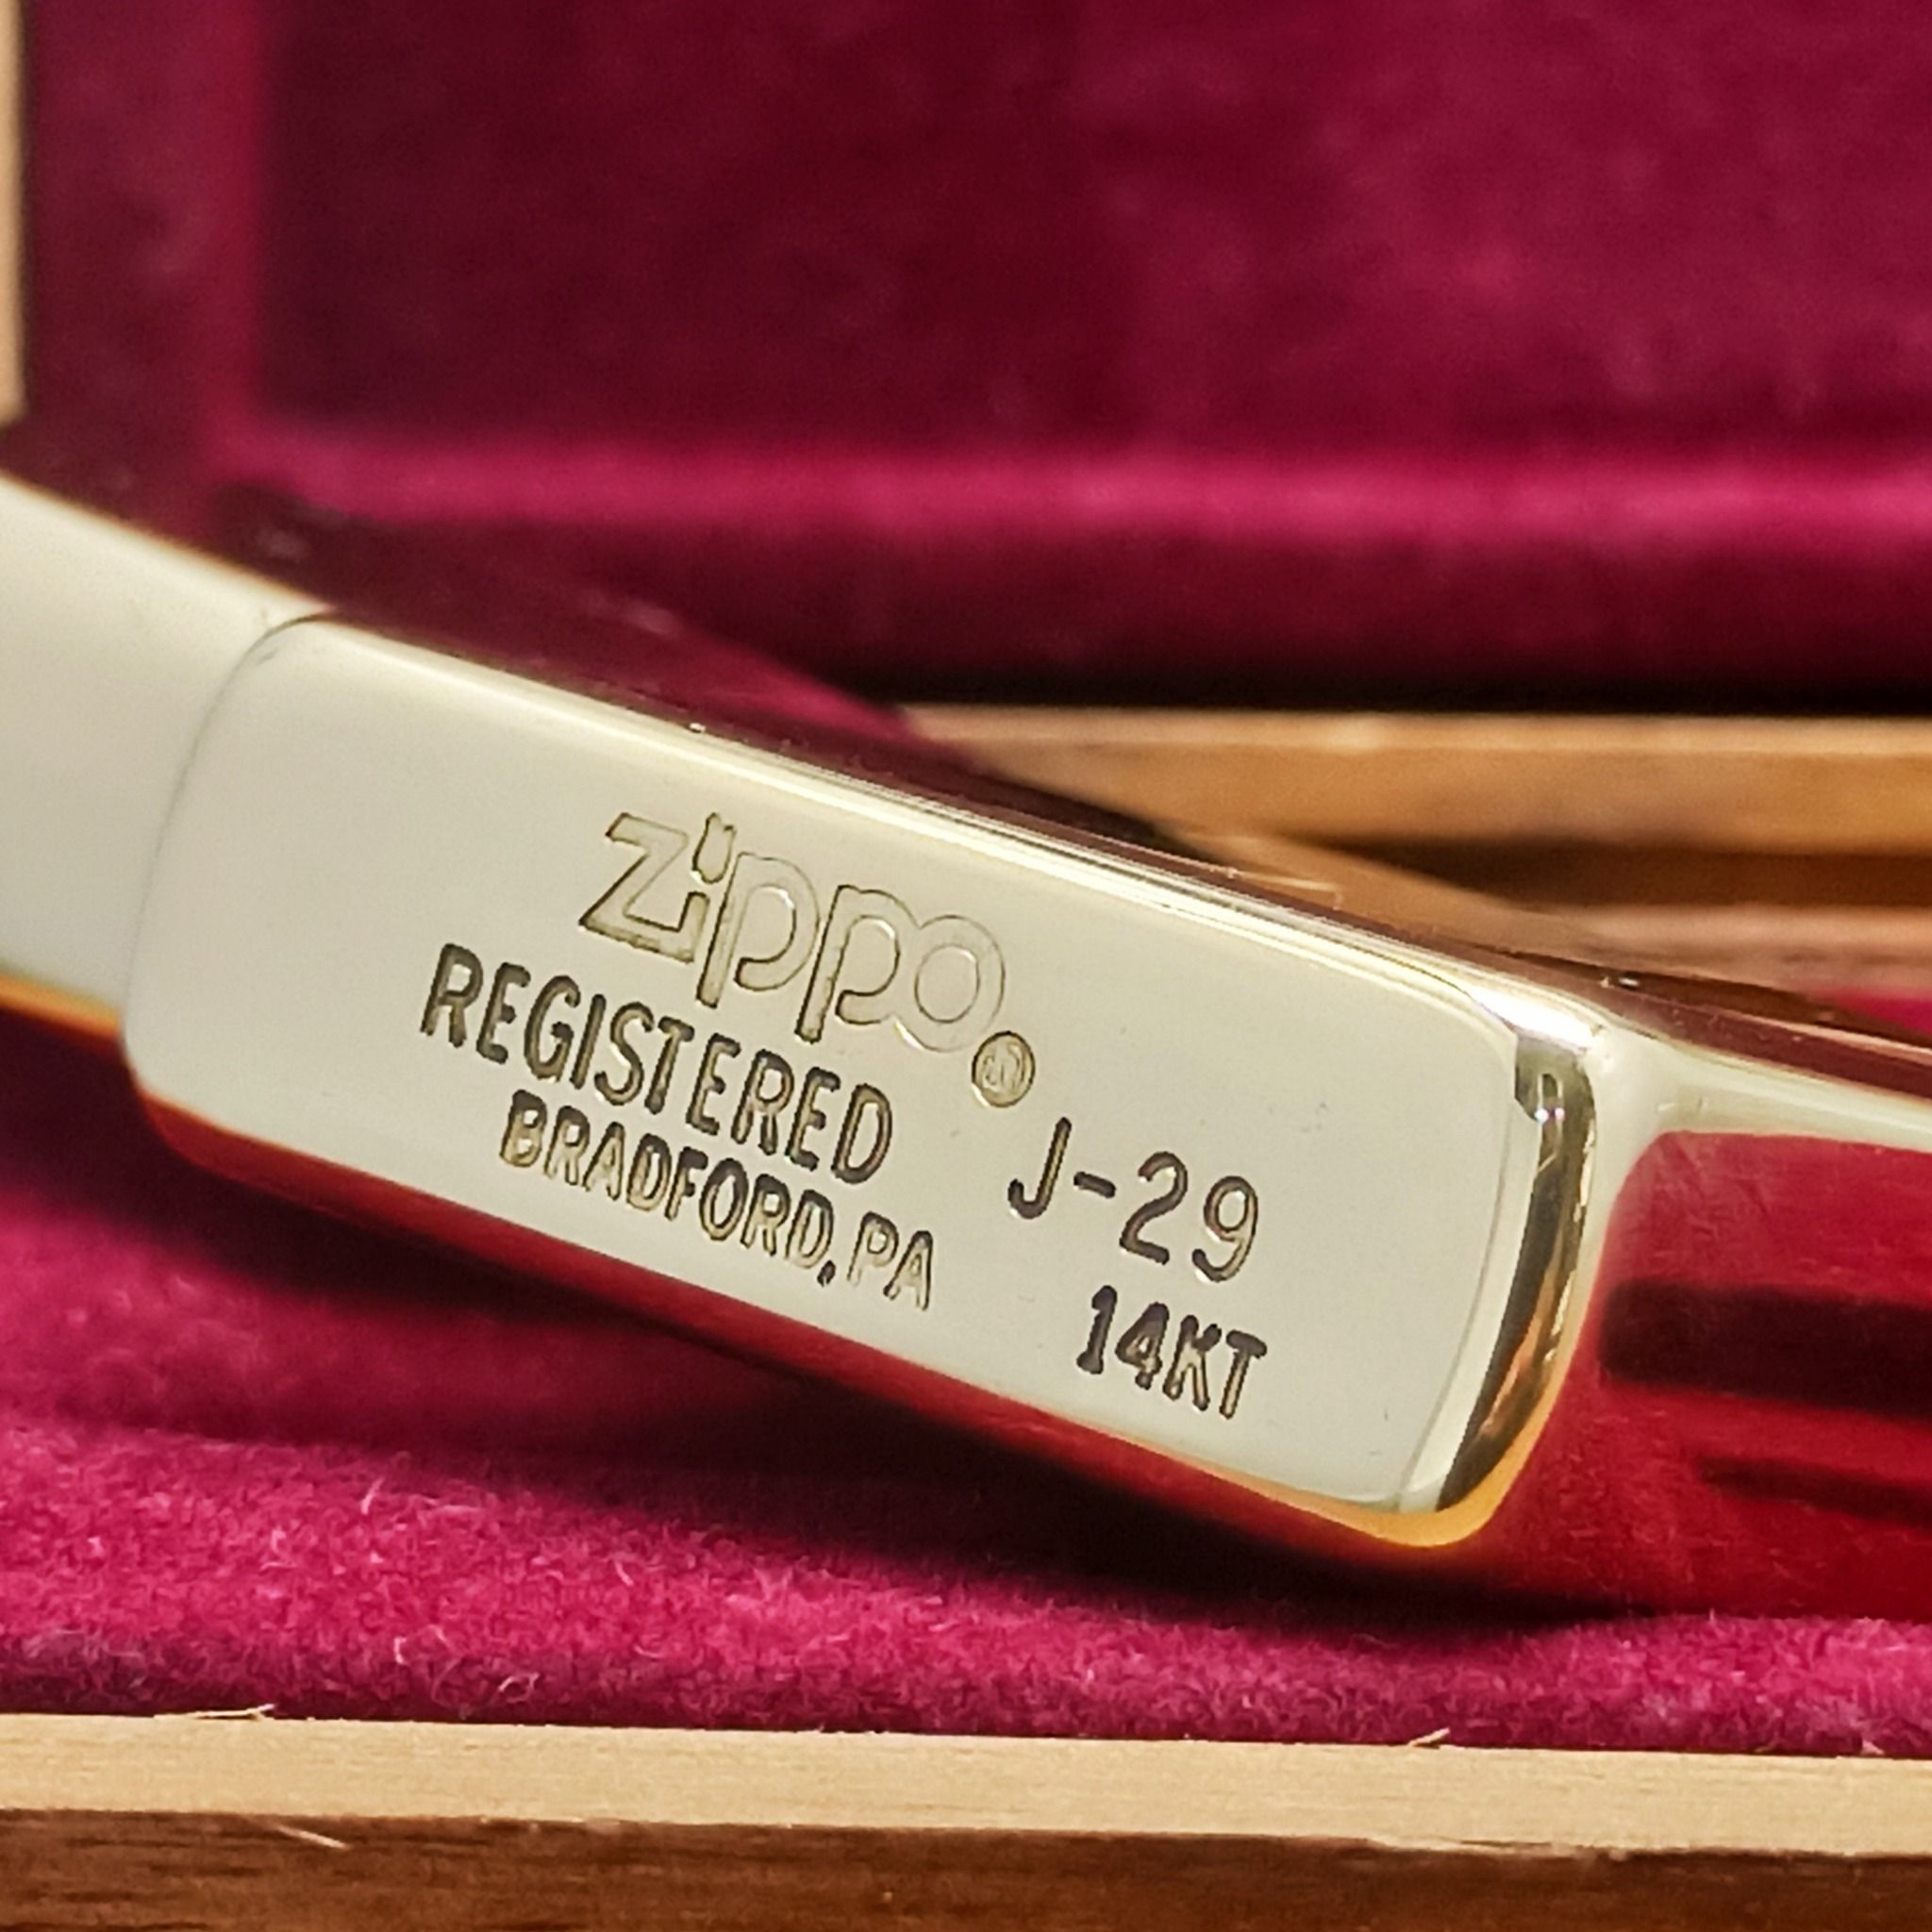 zippo®
REGISTERED
BRADFORD, PA
J-29
14KT